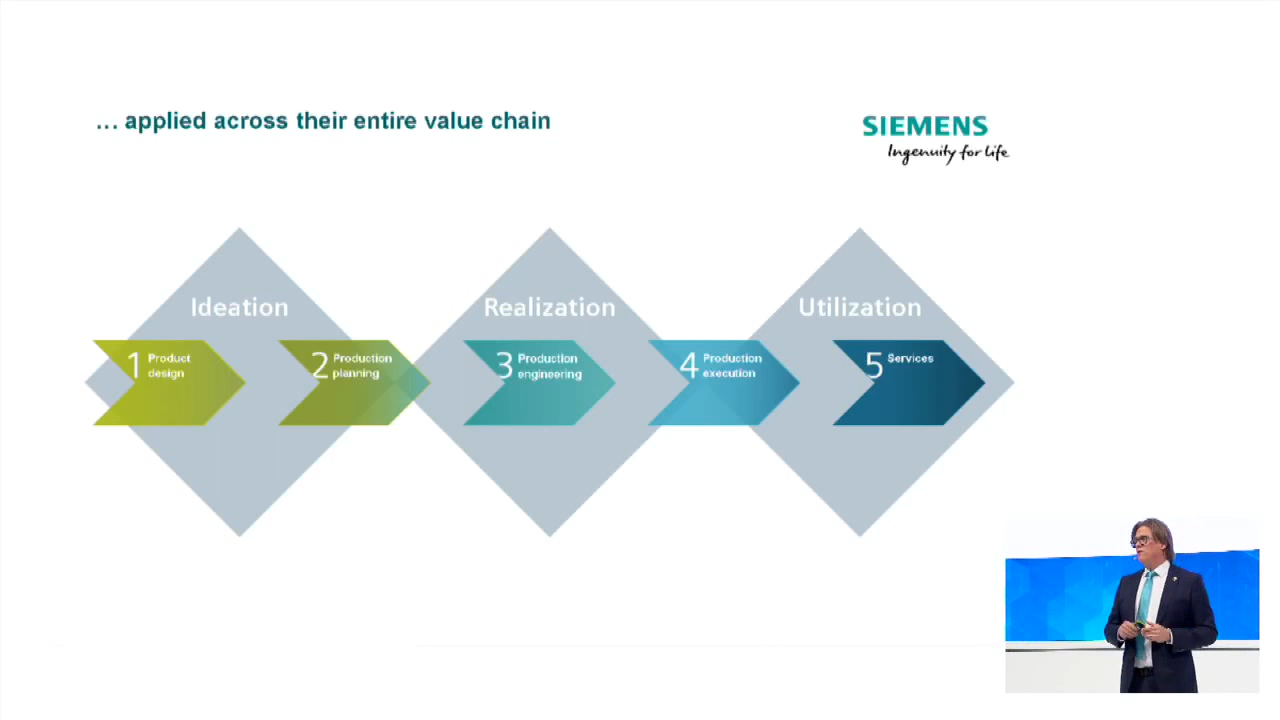 ... applied across their entire value chain
SIEMENS
Ingenuity for life
Ideation
Realization
Utilization
1 Product
design
2 Production
planning
3 Production
engineering
4 Production
execution
5 Services